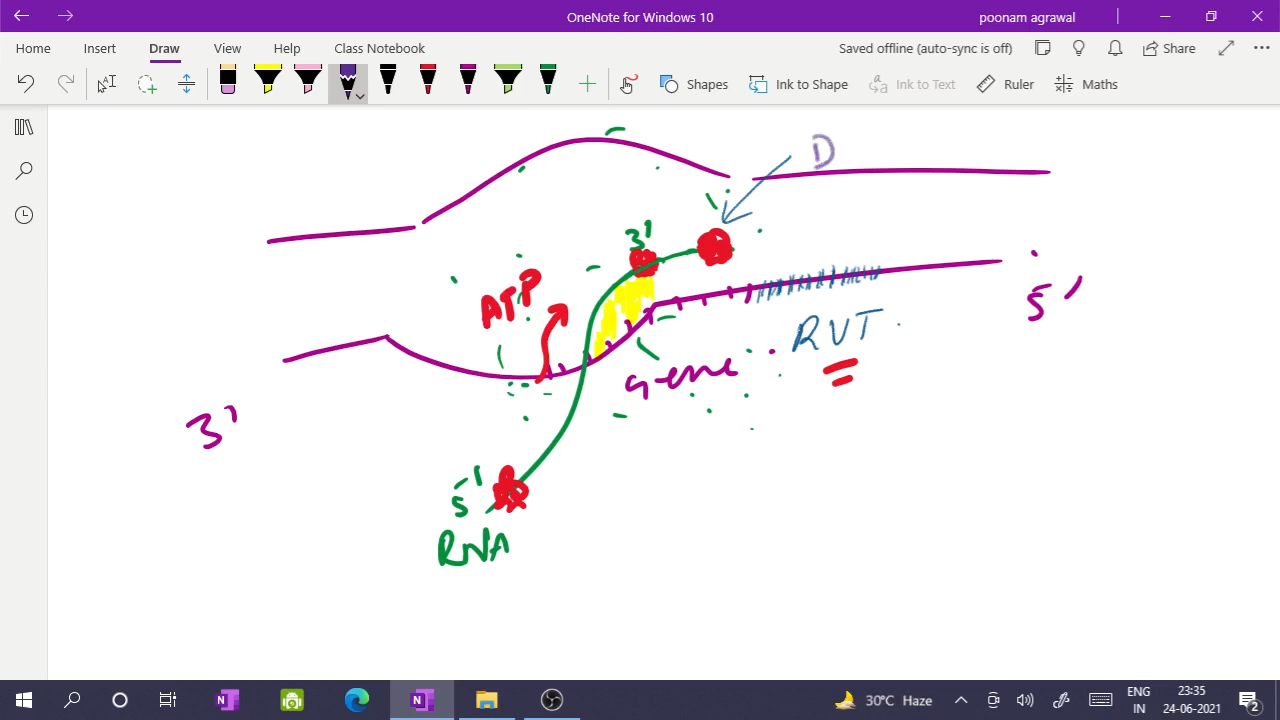 OneNote for Windows 10
poonam agrawal
Home Insert Draw View Help Class Notebook
Saved offline (auto-sync is off)
Share
Shapes
Ink to Shape
Ink to Text
Ruler
Maths
D
3'
ATP
5'
RVT
gene
3'
5'
RNA
30°C Haze
ENG
IN
23:35
24-06-2021
2